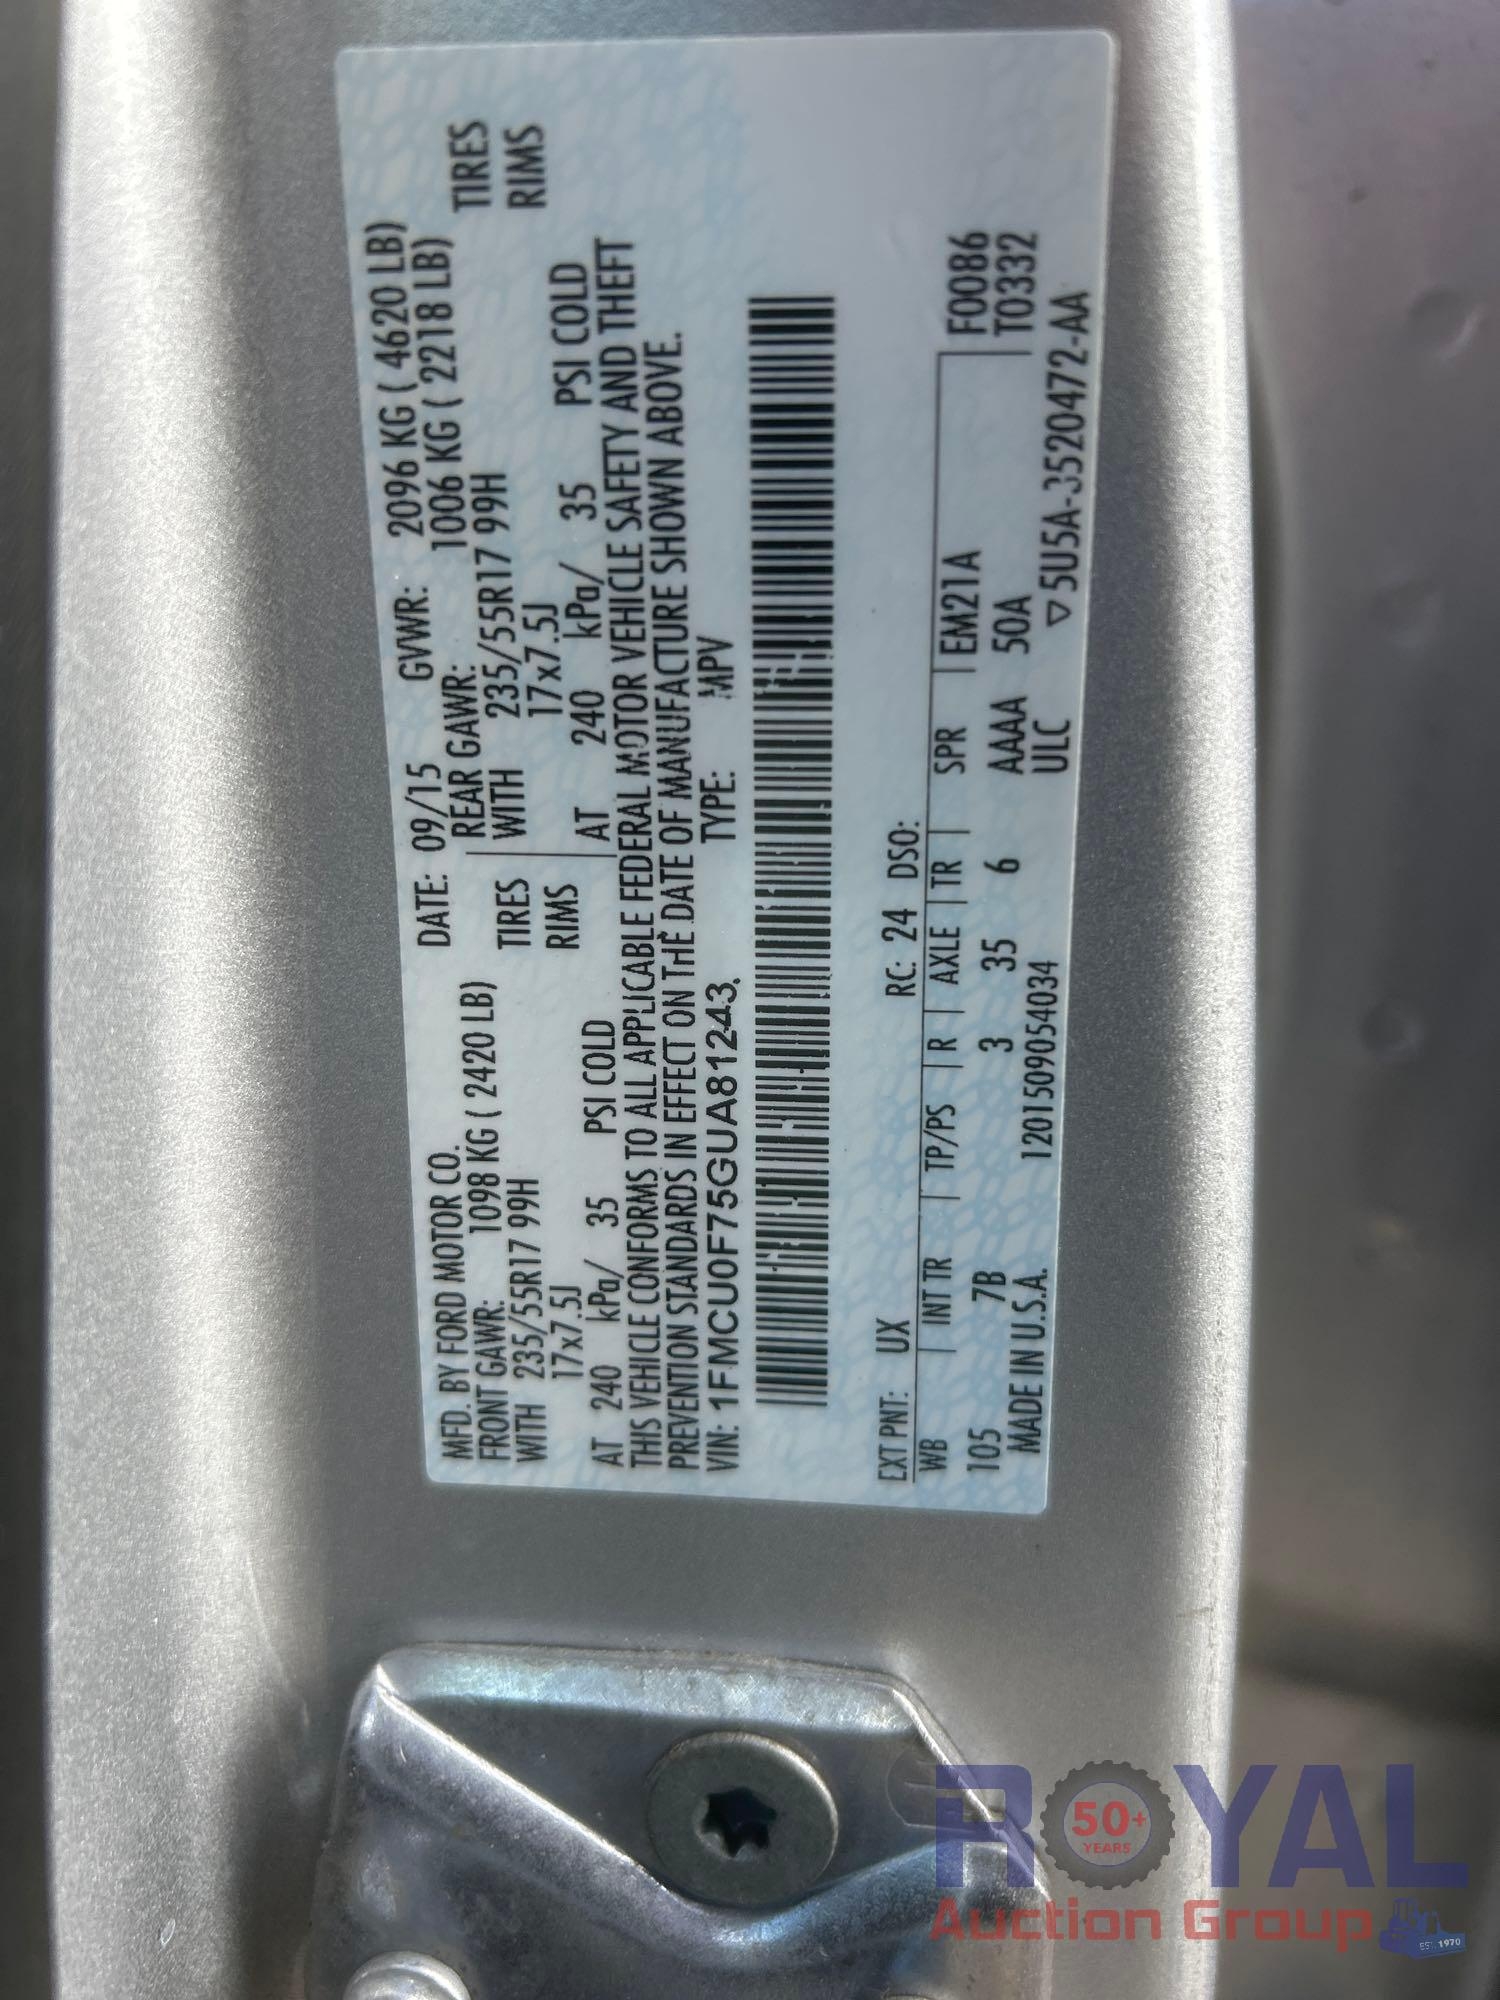 MFD. BY FORD MOTOR CO. DATE: 09/15 GVWR: 2096 KG ( 4620 LB)
FRONT GAWR: 1098 KG ( 2420 LB) REAR GAWR: 1006 KG ( 2218 LB)
WITH 235/55R17 99H TIRES WITH 235/55R17 99H TIRES
17x7.5J RIMS 17x7.5J RIMS
AT 240 kPa/ 35 PSI COLD AT 240 kPa/ 35 PSI COLD
THIS VEHICLE CONFORMS TO ALL APPLICABLE FEDERAL MOTOR VEHICLE SAFETY AND THEFT
PREVENTION STANDARDS IN EFFECT ON THE DATE OF MANUFACTURE SHOWN ABOVE.
VIN: 1FMCU0F75GUA81243 TYPE: MPV
EXT PNT: UX RC: 24 DSO:
WB INT TR TP/PS R AXLE TR SPR EM21A F0086
105 7B 3 35 6 AAAA 50A T0332
MADE IN U.S.A. 1201509054034 ULC ▽5U5A-3520472-AA
ROYAL
50+
YEARS
Auction Group
EST. 1970